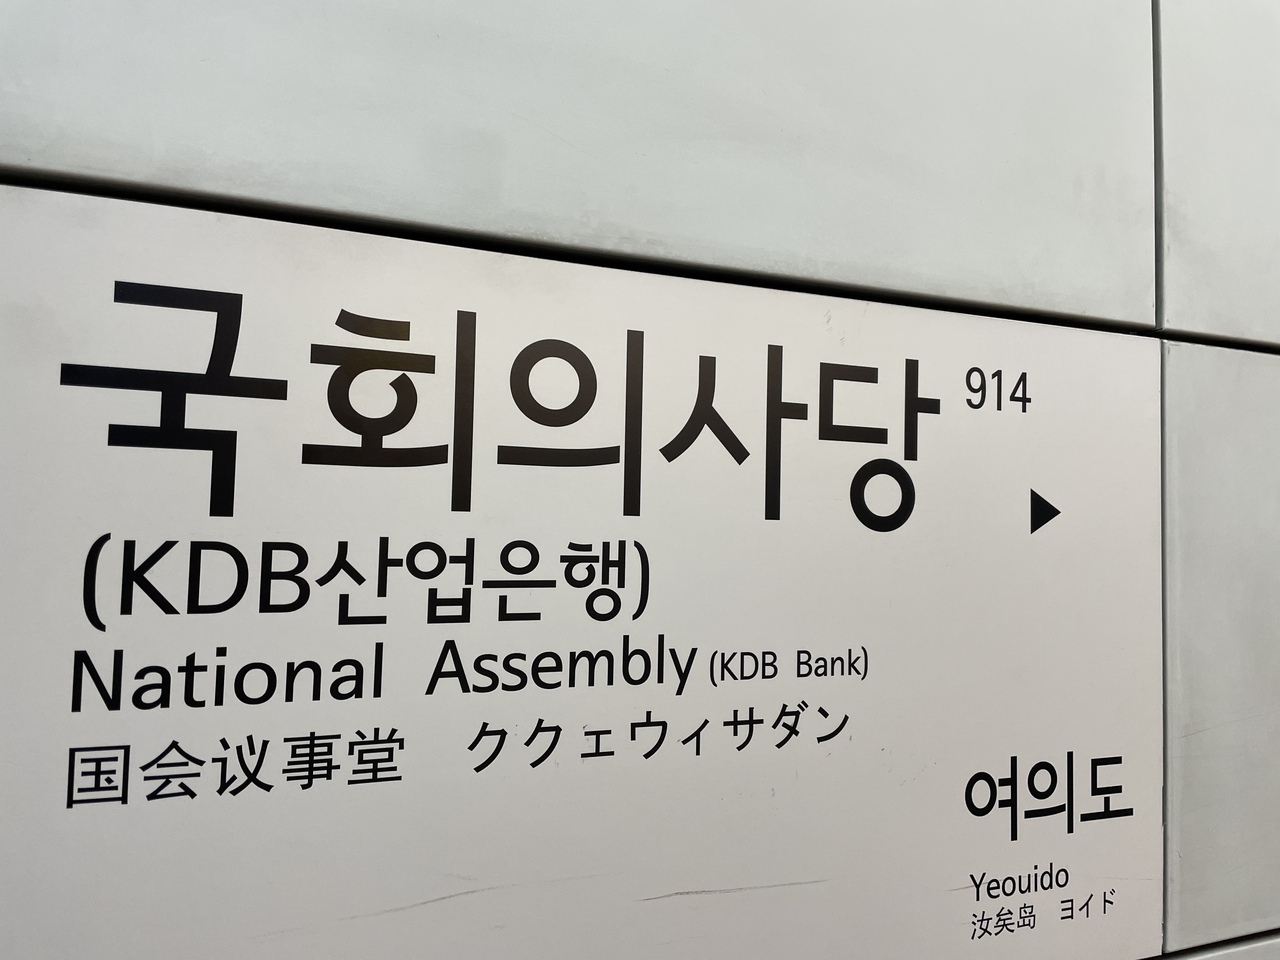 국회의사당 914
▶
(KDB산업은행)
National Assembly (KDB Bank)
国会议事堂 ククェウィサダン
여의도
Yeouido
汝矣岛 ヨイド